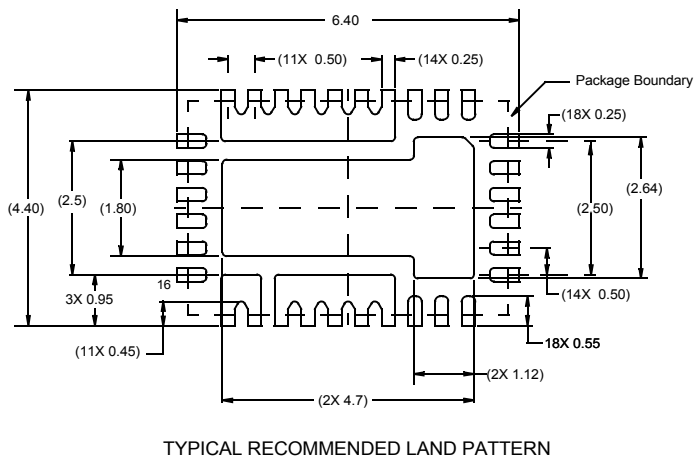 6.40
(11X 0.50)
(14X 0.25)
Package Boundary
(18X 0.25)
(4.40)
(2.5)
(1.80)
(2.50)
(2.64)
16
3X 0.95
(14X 0.50)
(11X 0.45)
18X 0.55
(2X 1.12)
(2X 4.7)
TYPICAL RECOMMENDED LAND PATTERN